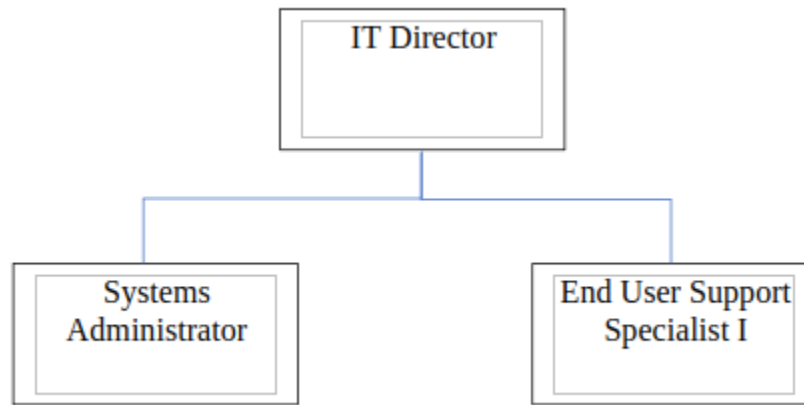 IT Director
Systems
Administrator
End User Support
Specialist I